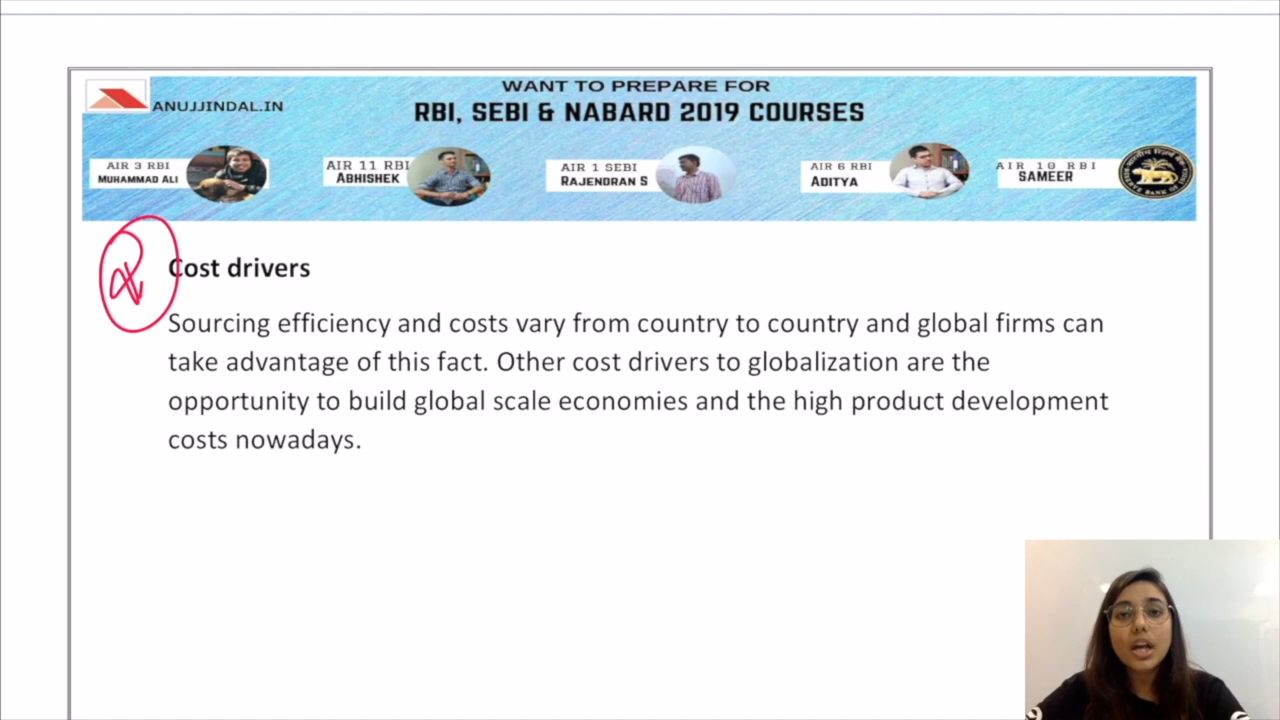 WANT TO PREPARE FOR
ANUJJINDAL.IN
RBI, SEBI & NABARD 2019 COURSES
AIR 3 RBI
MUHAMMAD ALI
AIR 11 RBI
ABHISHEK
AIR 1 SEBI
RAJENDRAN S
AIR 6 RBI
ADITYA
AIR 10 RBI
SAMEER
Cost drivers
Sourcing efficiency and costs vary from country to country and global firms can
take advantage of this fact. Other cost drivers to globalization are the
opportunity to build global scale economies and the high product development
costs nowadays.